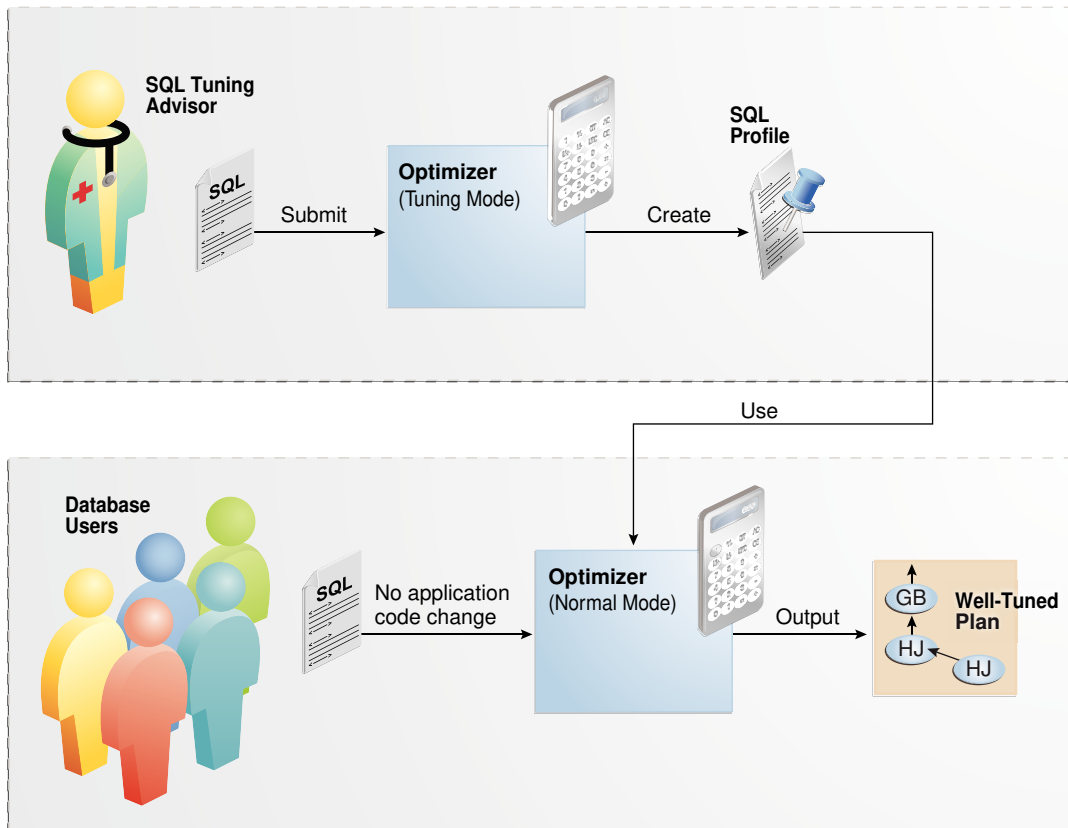 SQL Tuning
Advisor
SQL
Submit
Optimizer
(Tuning Mode)
Create
SQL
Profile
Use
Database
Users
SQL
No application
code change
Optimizer
(Normal Mode)
Output
GB
HJ
HJ
Well-Tuned
Plan